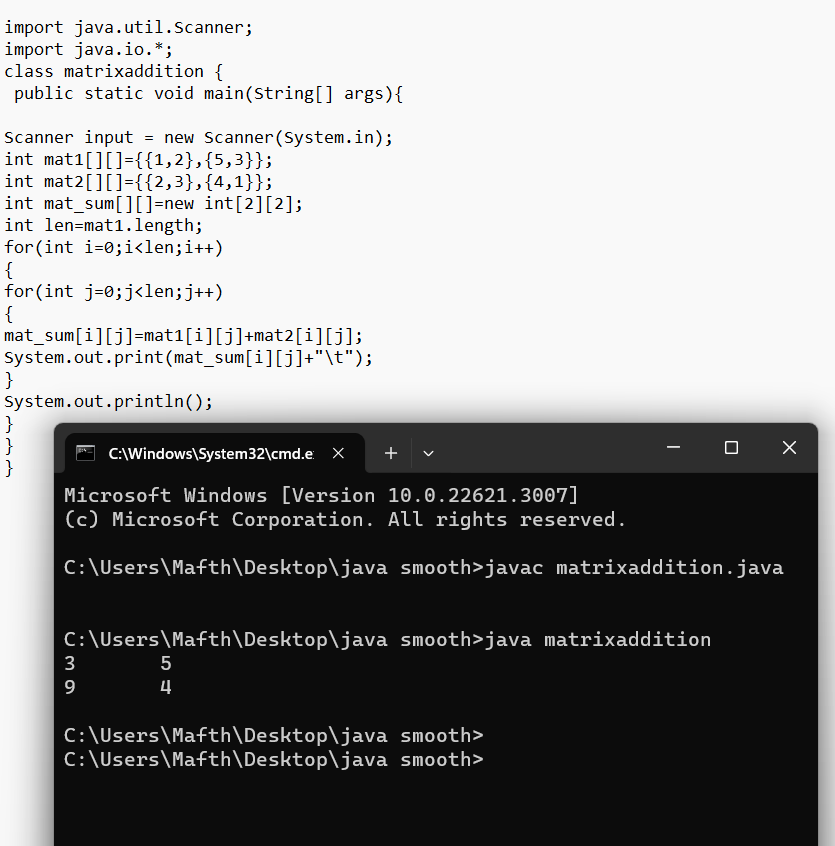 import java.util.Scanner;
import java.io.*;
class matrixaddition {
 public static void main(String[] args){

Scanner input = new Scanner(System.in);
int mat1[][]={{1,2},{5,3}};
int mat2[][]={{2,3},{4,1}};
int mat_sum[][]=new int[2][2];
int len=mat1.length;
for(int i=0;i<len;i++)
{
for(int j=0;j<len;j++)
{
mat_sum[i][j]=mat1[i][j]+mat2[i][j];
System.out.print(mat_sum[i][j]+"\t");
}
System.out.println();
}
}
}
C:\Windows\System32\cmd.e
Microsoft Windows [Version 10.0.22621.3007]
(c) Microsoft Corporation. All rights reserved.

C:\Users\Mafth\Desktop\java smooth>javac matrixaddition.java

C:\Users\Mafth\Desktop\java smooth>java matrixaddition
3       5
9       4

C:\Users\Mafth\Desktop\java smooth>
C:\Users\Mafth\Desktop\java smooth>